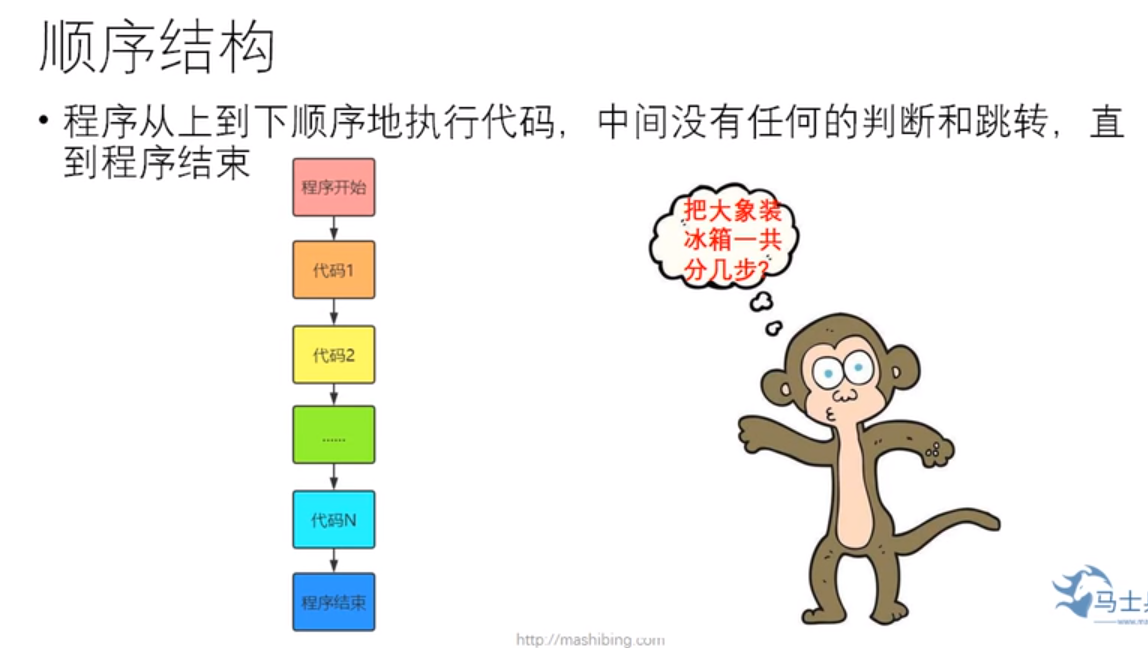 顺序结构
• 程序从上到下顺序地执行代码，中间没有任何的判断和跳转，直
到程序结束
程序开始
代码1
代码2
......
代码N
程序结束
把大象装
冰箱一共
分几步?
http://mashibing.com
马士